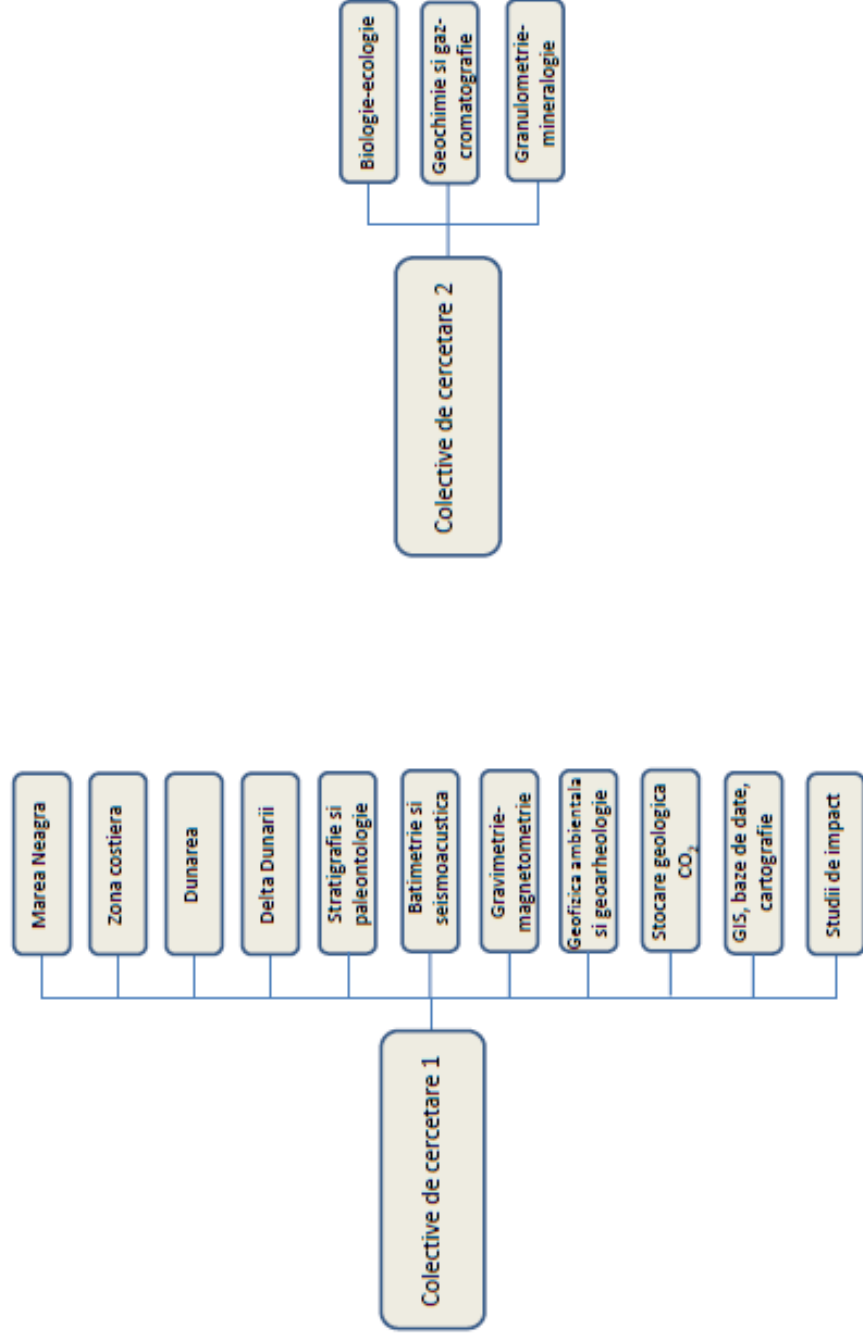 Colective de cercetare 1
Marea Neagra
Zona costiera
Dunarea
Delta Dunarii
Stratigrafie si
paleontologie
Batimetrie si
seismoacustica
Gravimetrie-
magnetometrie
Geofizica ambientala
si geoarheologie
Stocare geologica
CO₂
GIS, baze de date,
cartografie
Studii de impact
Colective de cercetare 2
Biologie-ecologie
Geochimie si gaz-
cromatografie
Granulometrie-
mineralogie